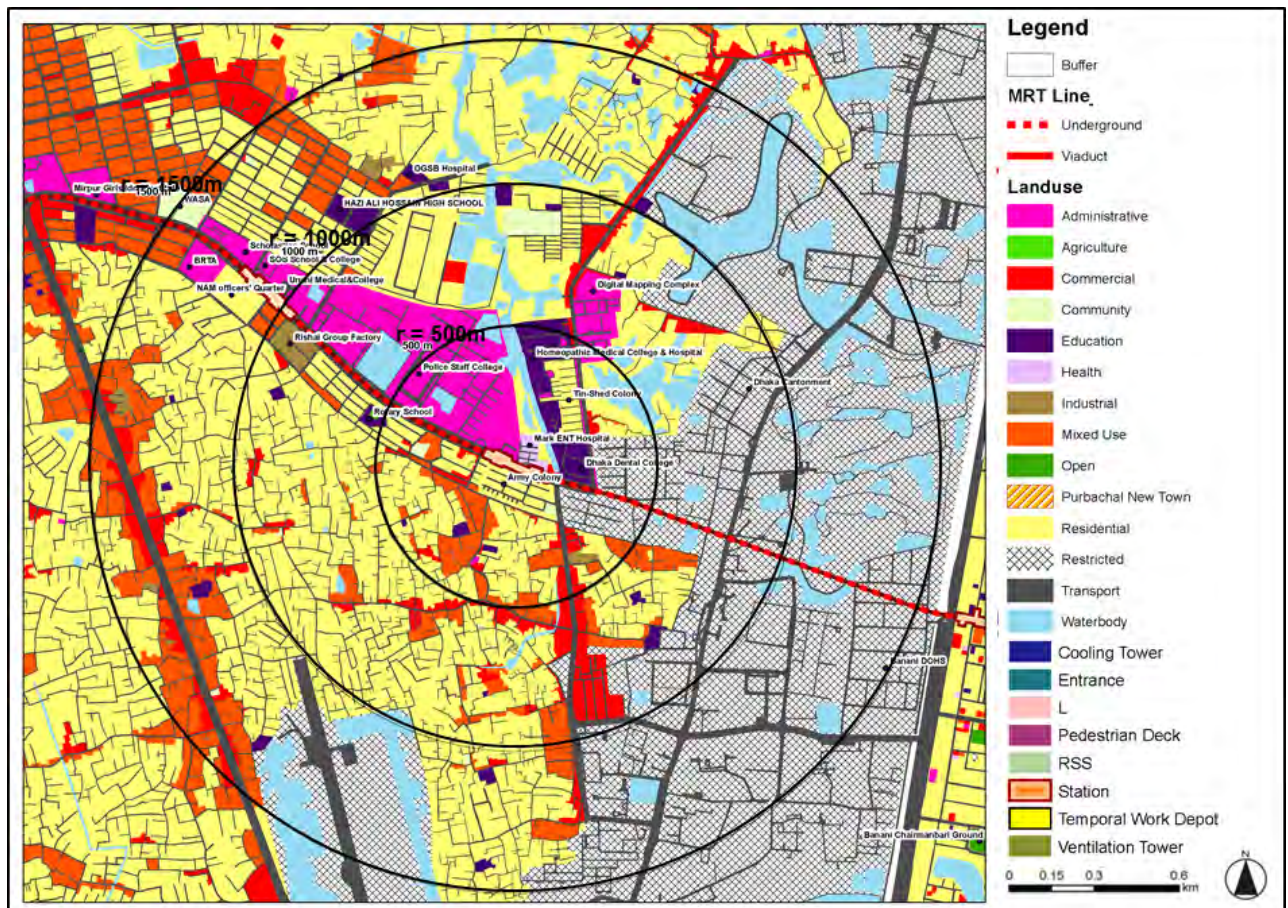 OGSB Hospital
r = 1500m
1500 m
WASA
HAZI ALI HOSSAIN HIGH SCHOOL
r = 1000m
1000 m
BRTA
SOS School & College
NAM officers' Quarter
Digital Mapping Complex
Rishal Group Factory
r = 500m
500 m
Homeopathic Medical College & Hospital
Police Staff College
Dhaka Cantonment
Tin-Shed Colony
Rotary School
Mark ENT Hospital
Dhaka Dental College
Army Colony
Banani DOHS
Banani Chairmanbari Ground
Legend
Buffer
MRT Line
Underground
Viaduct
Landuse
Administrative
Agriculture
Commercial
Community
Education
Health
Industrial
Mixed Use
Open
Purbachal New Town
Residential
Restricted
Transport
Waterbody
Cooling Tower
Entrance
L
Pedestrian Deck
RSS
Station
Temporal Work Depot
Ventilation Tower
N
0 0.15 0.3 0.6
km